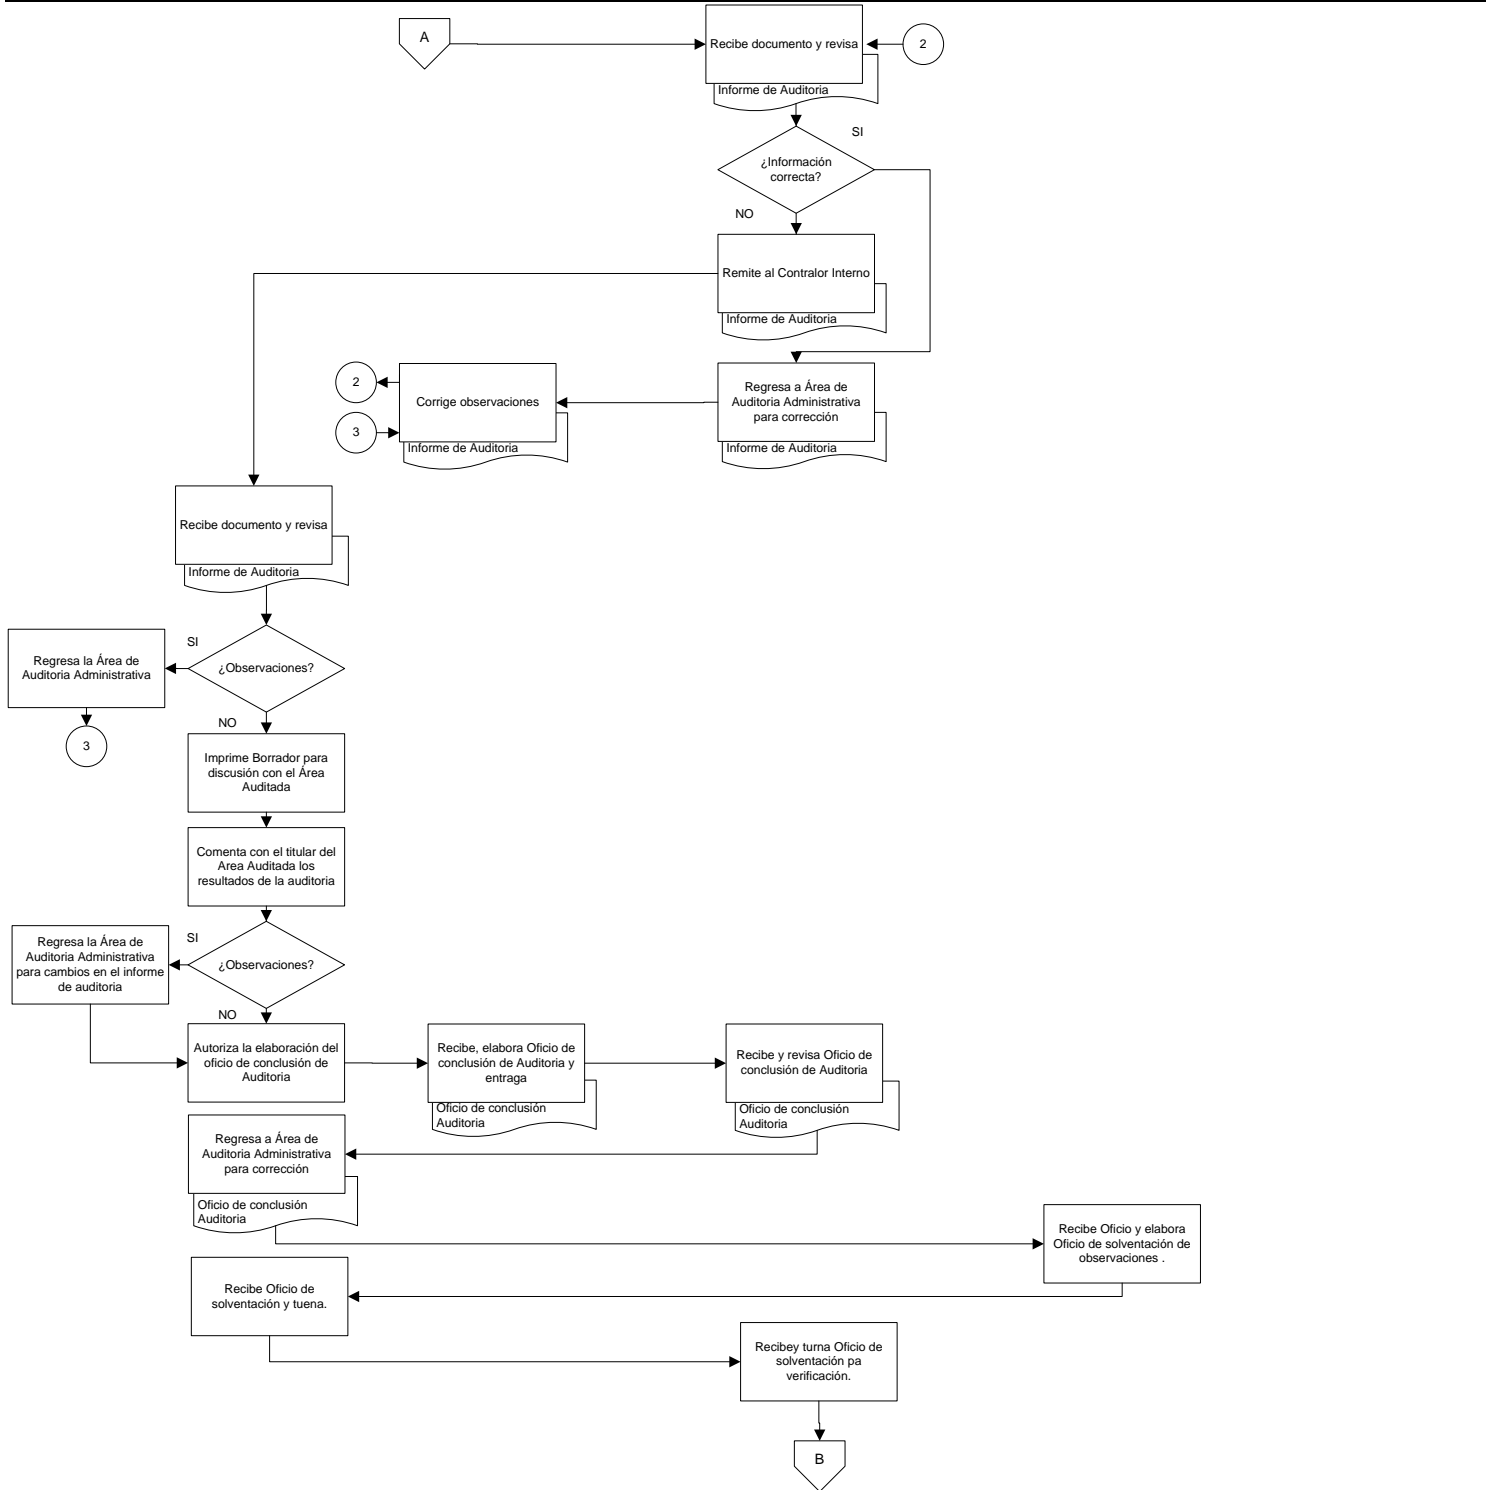 A
Recibe documento y revisa
2
Informe de Auditoria
SI
¿Información
correcta?
NO
Remite al Contralor Interno
Informe de Auditoria
2
3
Corrige observaciones
Informe de Auditoria
Regresa a Área de
Auditoria Administrativa
para corrección
Informe de Auditoria
Recibe documento y revisa
Informe de Auditoria
SI
Regresa la Área de
Auditoria Administrativa
¿Observaciones?
3
NO
Imprime Borrador para
discusión con el Área
Auditada
Comenta con el titular del
Area Auditada los
resultados de la auditoria
SI
Regresa la Área de
Auditoria Administrativa
para cambios en el informe
de auditoria
¿Observaciones?
NO
Autoriza la elaboración del
oficio de conclusión de
Auditoria
Recibe, elabora Oficio de
conclusión de Auditoria y
entraga
Oficio de conclusión
Auditoria
Recibe y revisa Oficio de
conclusión de Auditoria
Oficio de conclusión
Auditoria
Regresa a Área de
Auditoria Administrativa
para corrección
Oficio de conclusión
Auditoria
Recibe Oficio y elabora
Oficio de solventación de
observaciones .
Recibe Oficio de
solventación y tuena.
Recibey turna Oficio de
solventación pa
verificación.
B